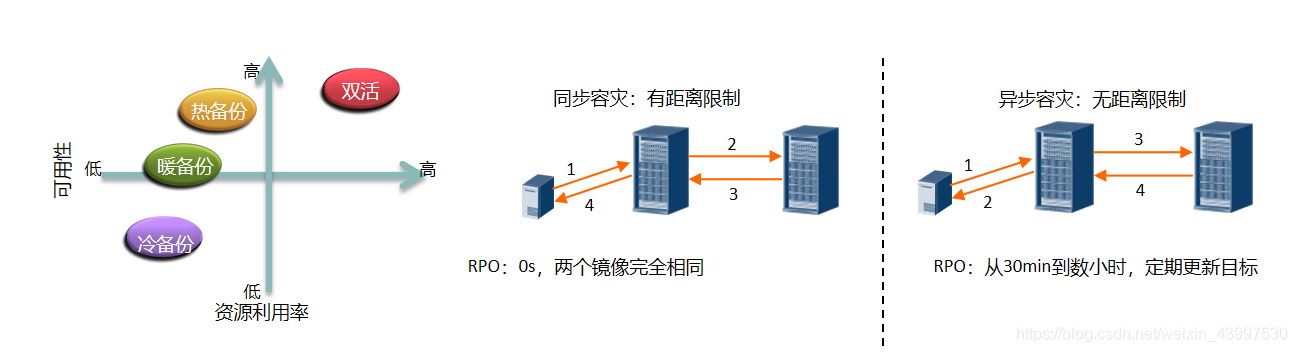 高
双活
热备份
可用性
低
暖备份
高
冷备份
低
资源利用率
同步容灾：有距离限制
1
2
3
4
RPO：0s，两个镜像完全相同
异步容灾：无距离限制
1
3
2
4
RPO：从30min到数小时，定期更新目标
https://blog.csdn.net/weixin_43997530